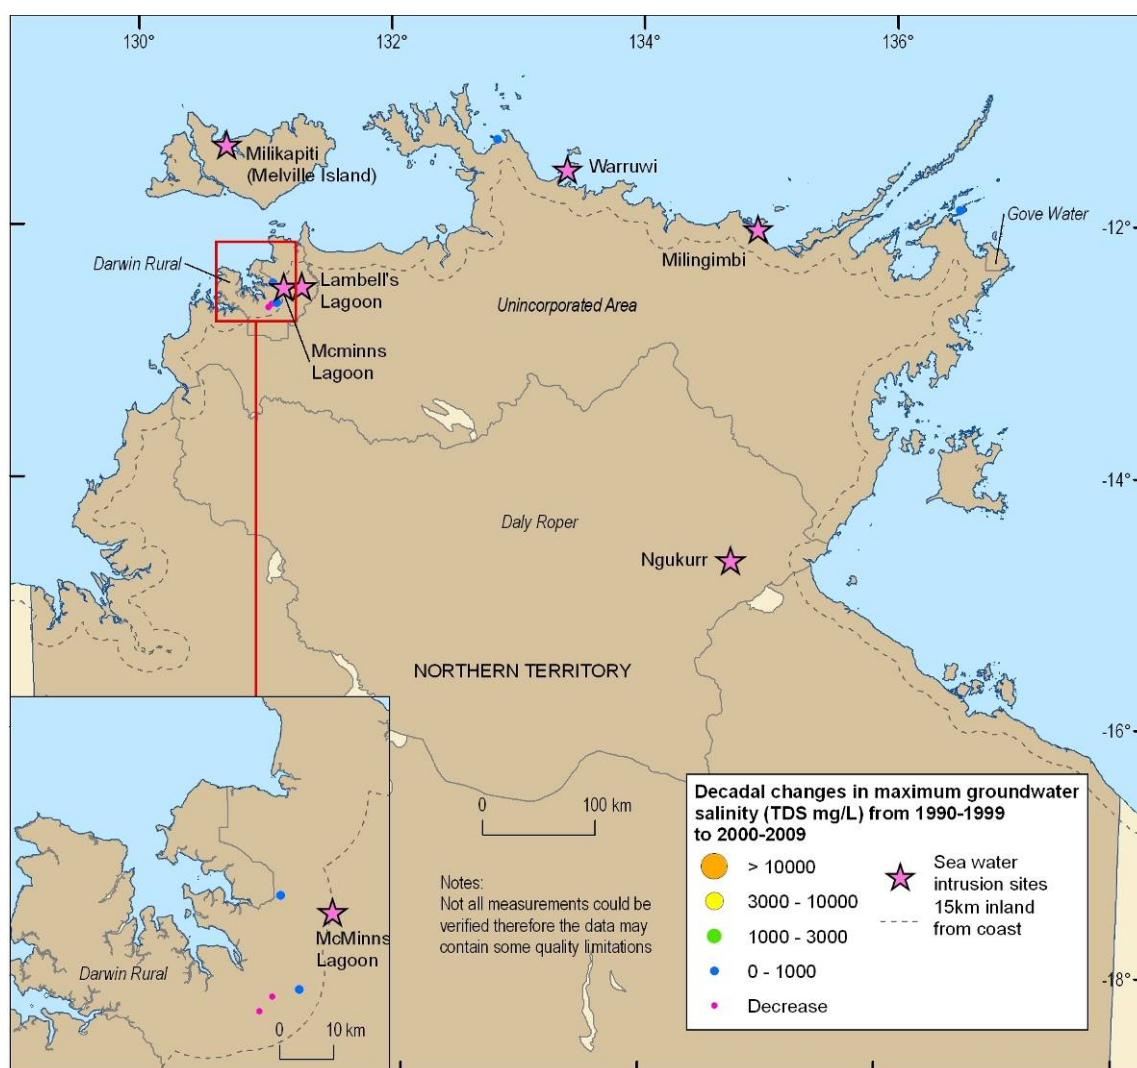 130°
132°
134°
136°
Milikapiti
(Melville Island)
Warruwi
-12°
Gove Water
Darwin Rural
Milingimbi
Lambell's
Lagoon
Unincorporated Area
Mcminns
Lagoon
-14°
Daly Roper
Ngukurr
NORTHERN TERRITORY
-16°
0 100 km
Notes:
Not all measurements could be
verified therefore the data may
contain some quality limitations
Decadal changes in maximum groundwater
salinity (TDS mg/L) from 1990-1999
to 2000-2009
> 10000
3000 - 10000
1000 - 3000
0 - 1000
Decrease
Sea water
intrusion sites
15km inland
from coast
-18°
McMinns
Lagoon
Darwin Rural
0 10 km